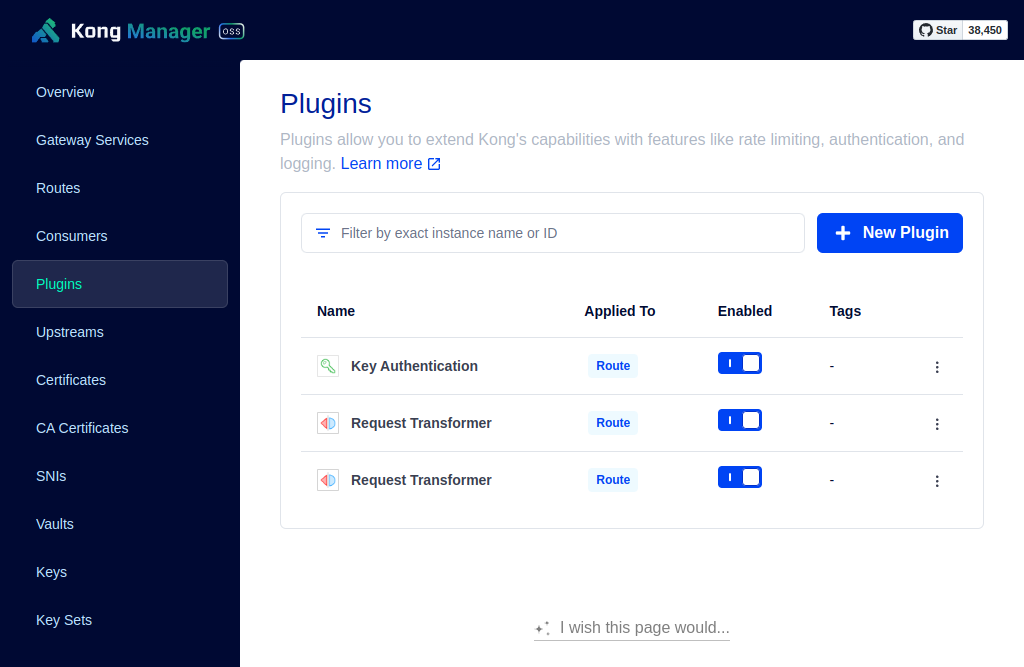 Kong Manager OSS
Star 38,450
Overview
Gateway Services
Routes
Consumers
Plugins
Upstreams
Certificates
CA Certificates
SNIs
Vaults
Keys
Key Sets
Plugins
Plugins allow you to extend Kong's capabilities with features like rate limiting, authentication, and
logging. Learn more
Filter by exact instance name or ID
New Plugin
Name Applied To Enabled Tags
Key Authentication Route -
Request Transformer Route -
Request Transformer Route -
I wish this page would...